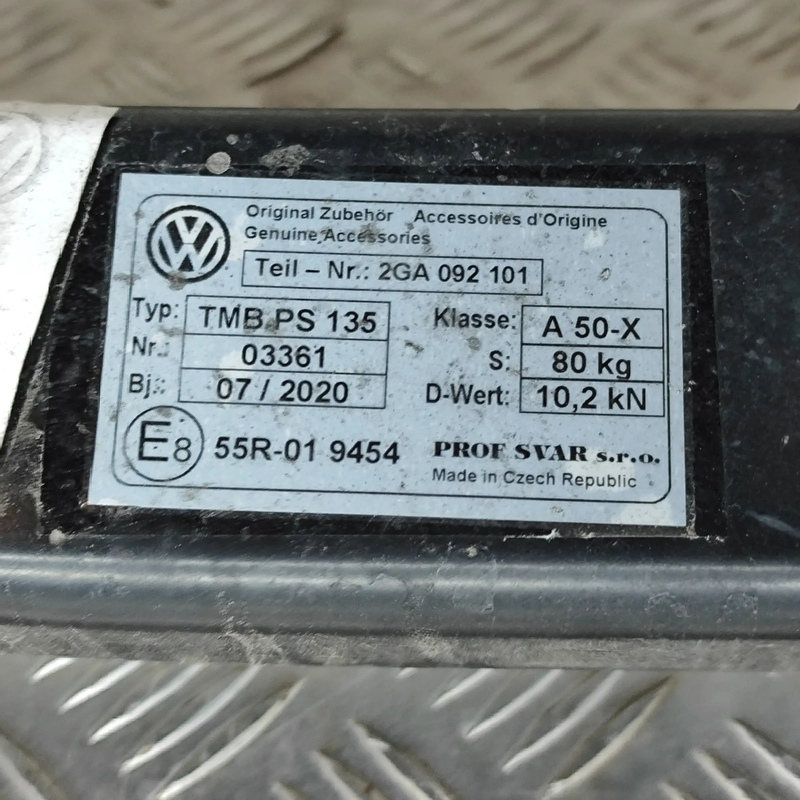 Original Zubehör Accessoires d'Origine
Genuine Accessories
Teil – Nr.: 2GA 092 101
Typ: TMB PS 135 Klasse: A 50-X
Nr.: 03361 S: 80 kg
Bj.: 07 / 2020 D-Wert: 10,2 kN
E8 55R-01 9454 PROF SVAR s.r.o.
Made in Czech Republic